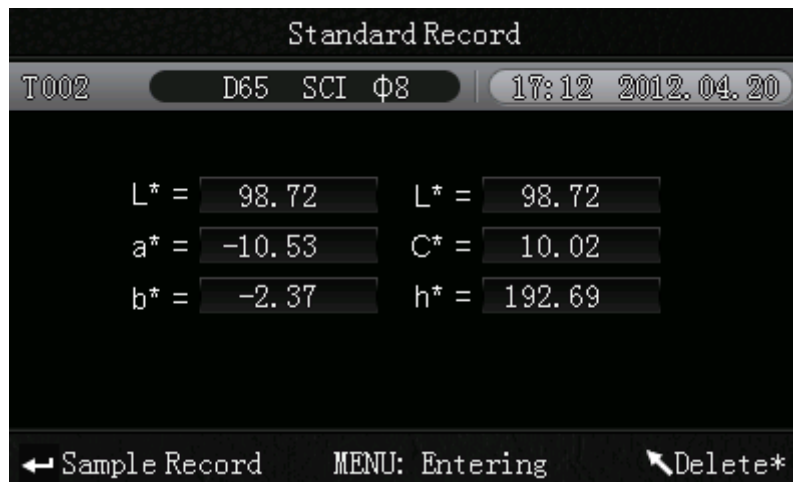 Standard Record
T002 D65 SCI Φ8 17:12 2012.04.20
L* = 98.72 L* = 98.72
a* = -10.53 C* = 10.02
b* = -2.37 h* = 192.69
Sample Record MENU: Entering Delete*